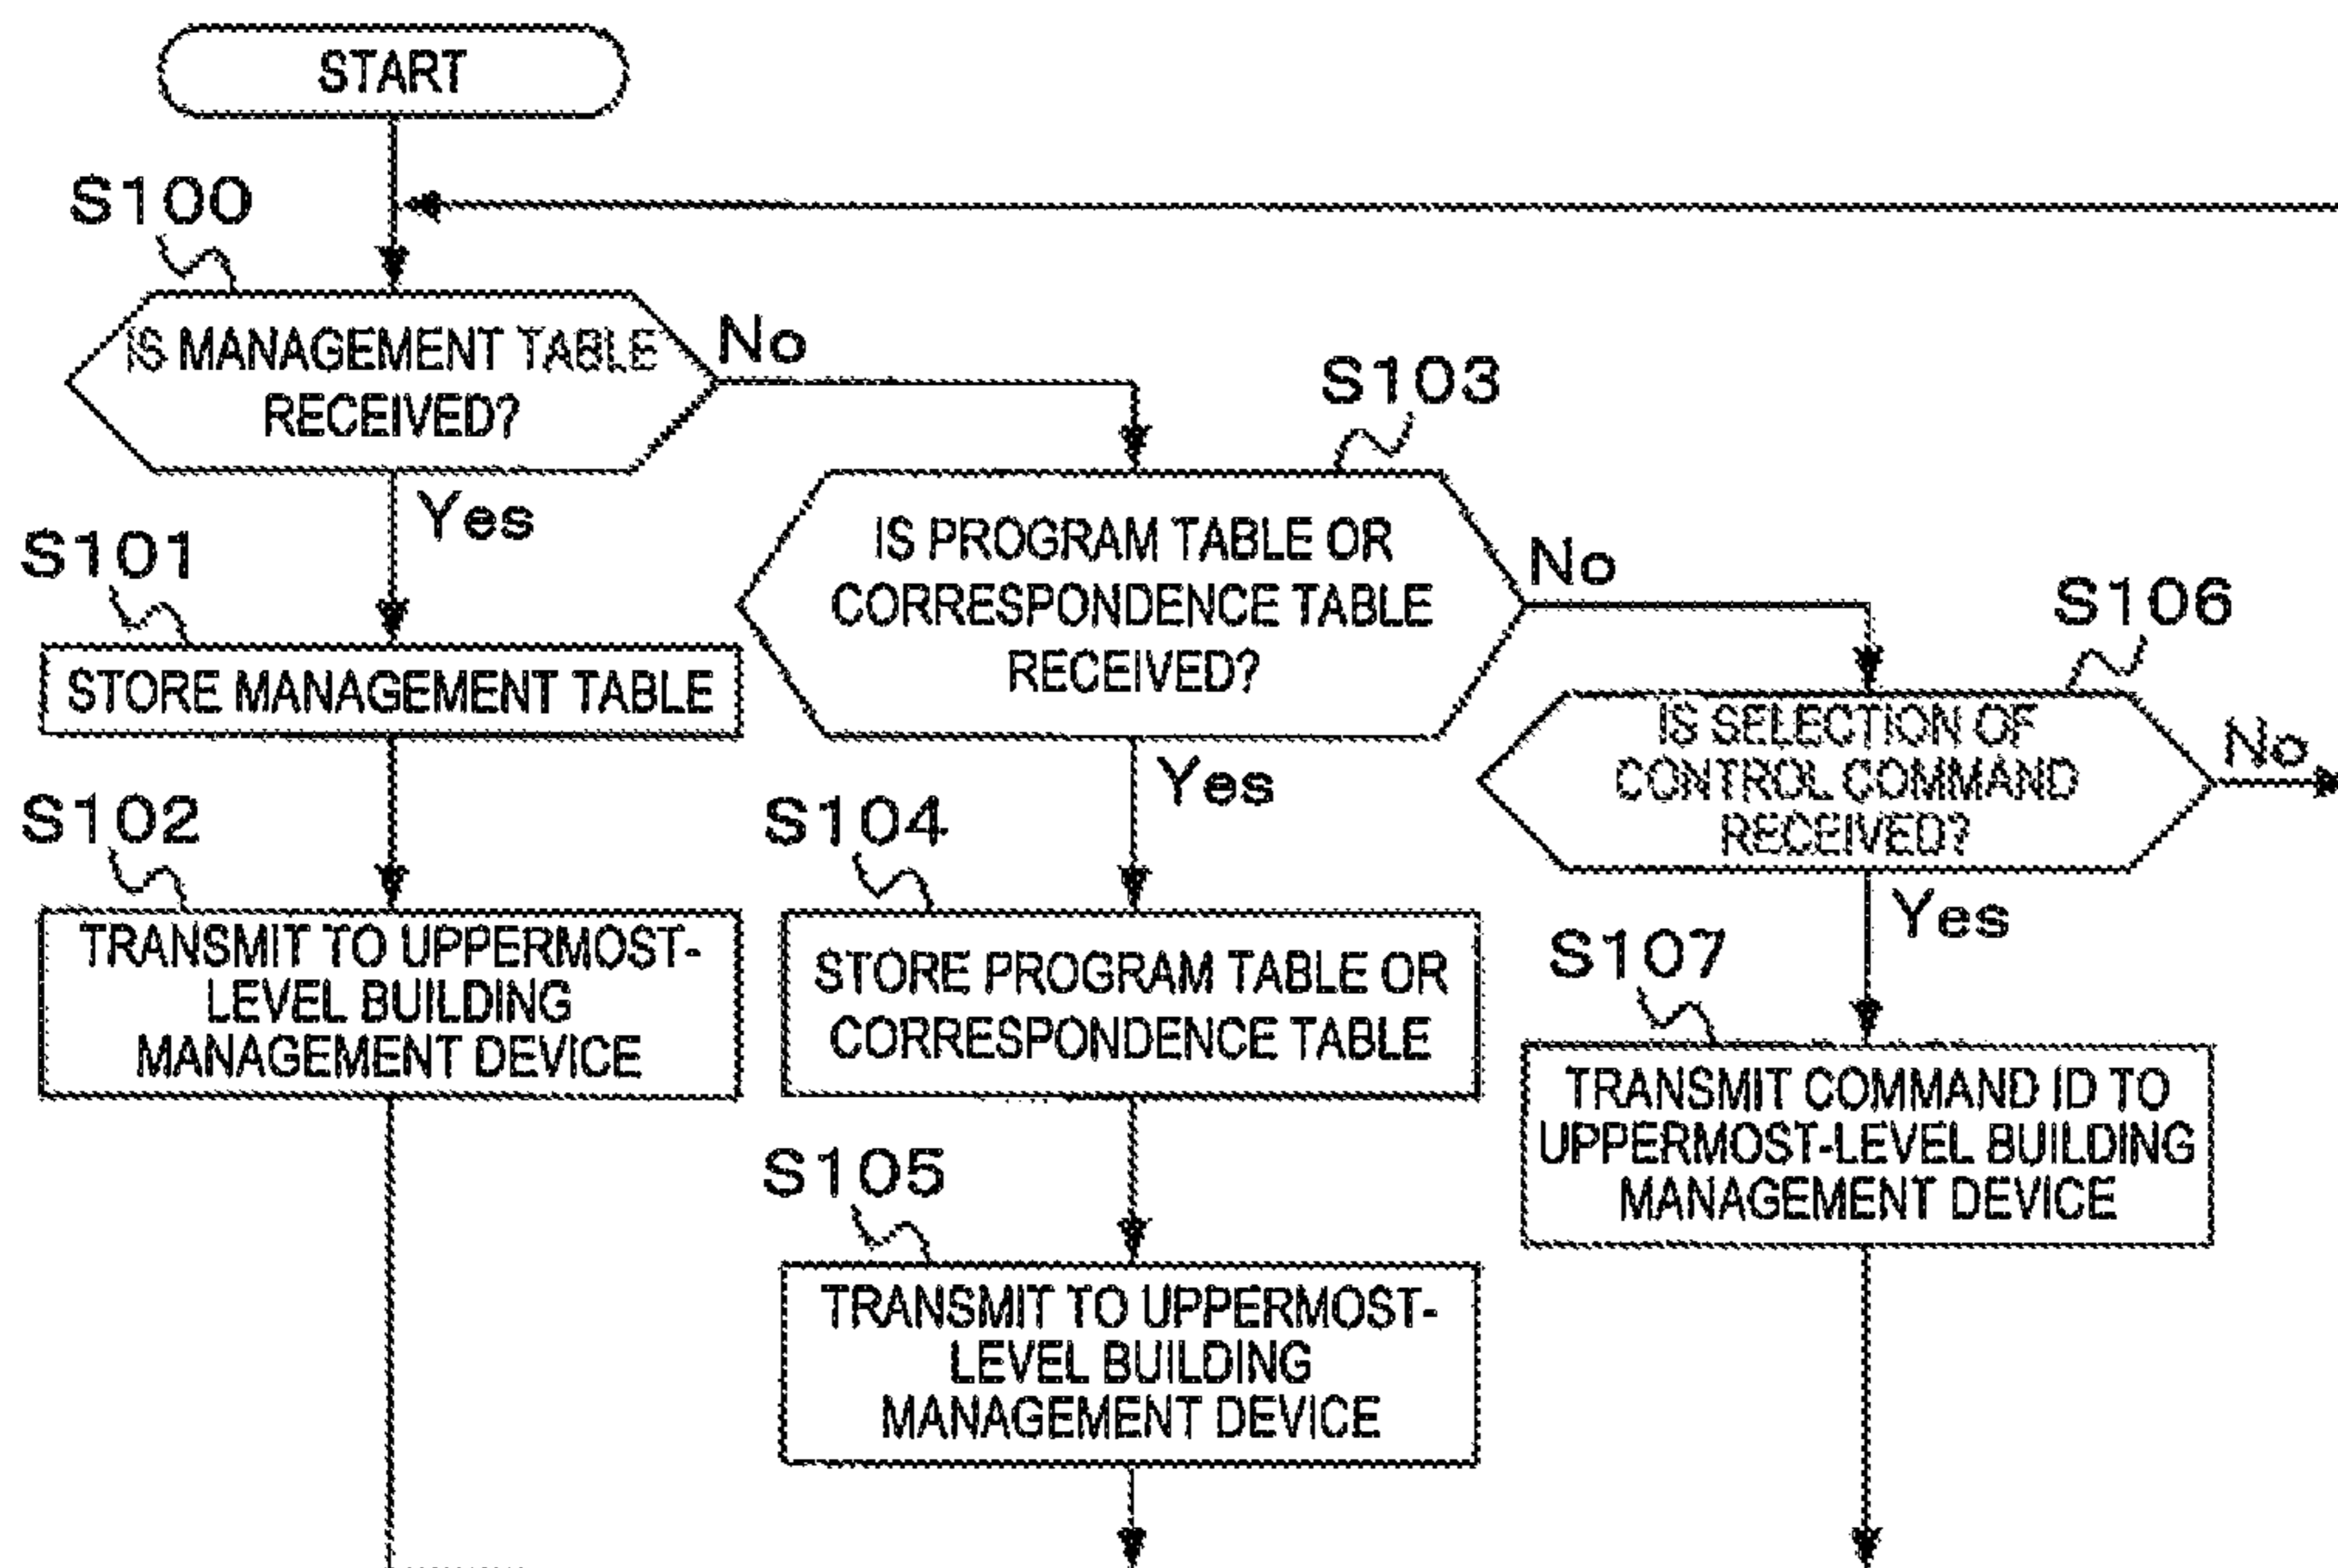 START
S100
IS MANAGEMENT TABLE
RECEIVED?
No
Yes
S101
STORE MANAGEMENT TABLE
S102
TRANSMIT TO UPPERMOST-
LEVEL BUILDING
MANAGEMENT DEVICE
S103
IS PROGRAM TABLE OR
CORRESPONDENCE TABLE
RECEIVED?
No
Yes
S104
STORE PROGRAM TABLE OR
CORRESPONDENCE TABLE
S105
TRANSMIT TO UPPERMOST-
LEVEL BUILDING
MANAGEMENT DEVICE
S106
IS SELECTION OF
CONTROL COMMAND
RECEIVED?
No
Yes
S107
TRANSMIT COMMAND ID TO
UPPERMOST-LEVEL BUILDING
MANAGEMENT DEVICE